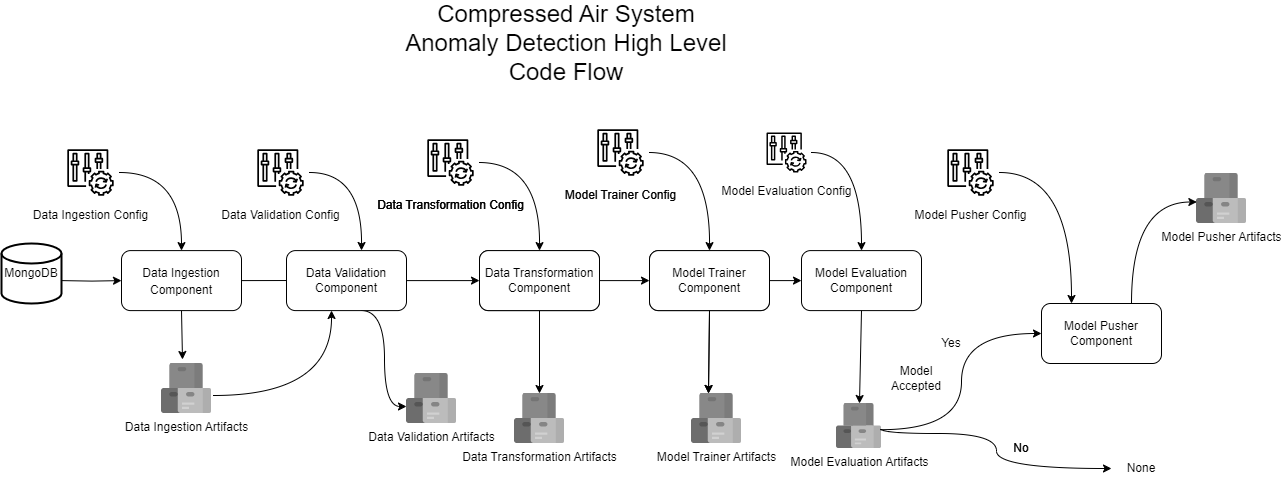 Compressed Air System
Anomaly Detection High Level
Code Flow
Data Ingestion Config
Data Validation Config
Data Transformation Config
Model Trainer Config
Model Evaluation Config
Model Pusher Config
Model Pusher Artifacts
MongoDB
Data Ingestion
Component
Data Validation
Component
Data Transformation
Component
Model Trainer
Component
Model Evaluation
Component
Model Pusher
Component
Yes
Model
Accepted
No
None
Data Ingestion Artifacts
Data Validation Artifacts
Data Transformation Artifacts
Model Trainer Artifacts
Model Evaluation Artifacts